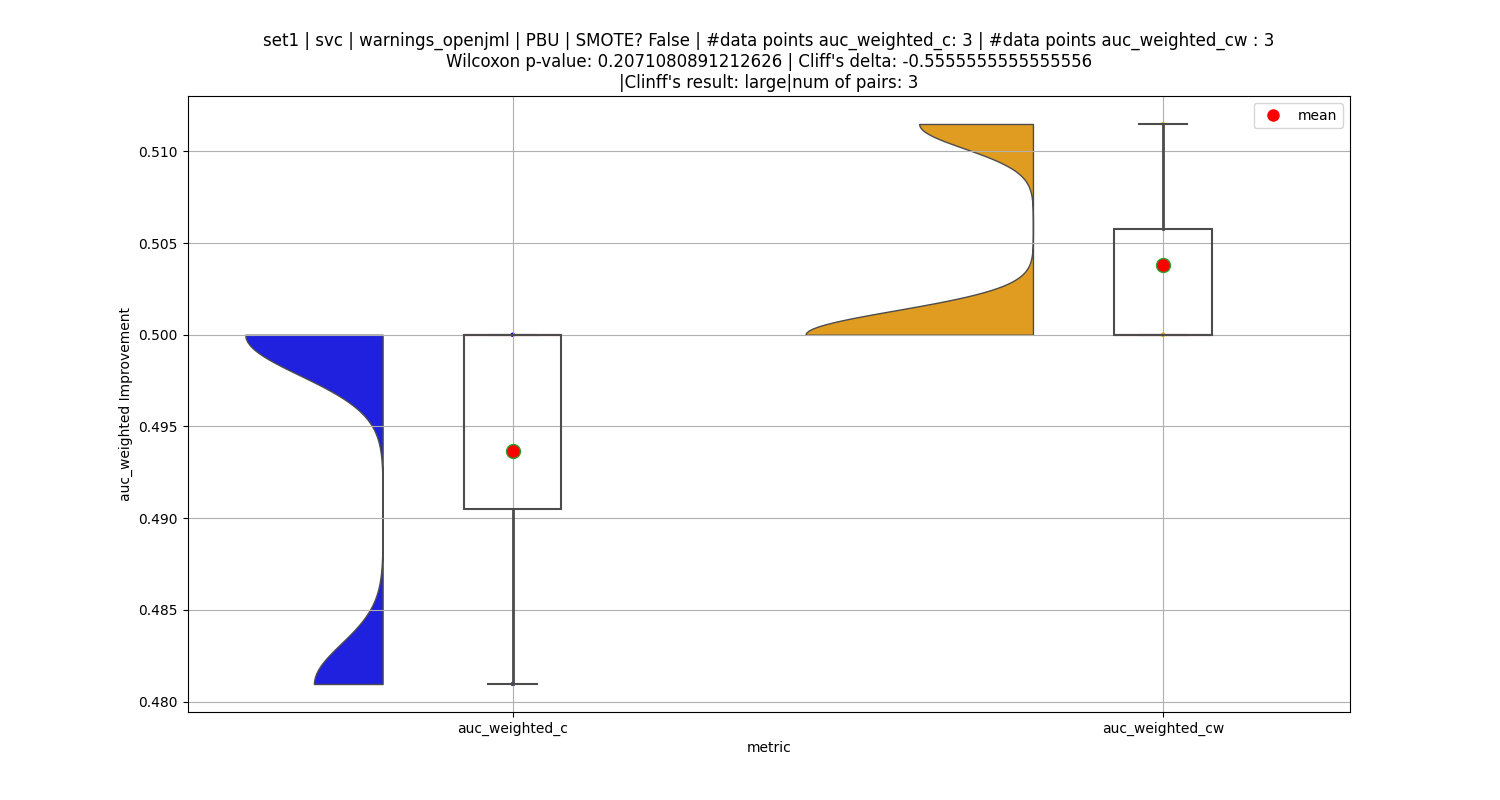 set1 | svc | warnings_openjml | PBU | SMOTE? False | #data points auc_weighted_c: 3 | #data points auc_weighted_cw : 3
Wilcoxon p-value: 0.2071080891212626 | Cliff's delta: -0.5555555555555556
|Clinff's result: large|num of pairs: 3
mean
0.510
0.505
0.500
0.495
0.490
0.485
0.480
auc_weighted Improvement
auc_weighted_c
auc_weighted_cw
metric